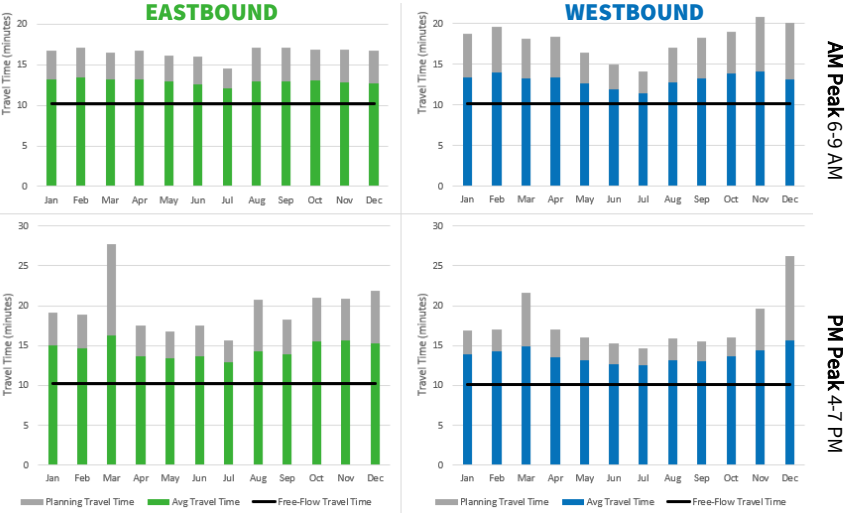 EASTBOUND
WESTBOUND
Travel Time (minutes)
20
15
10
5
0
Jan Feb Mar Apr May Jun Jul Aug Sep Oct Nov Dec
Travel Time (minutes)
20
15
10
5
0
Jan Feb Mar Apr May Jun Jul Aug Sep Oct Nov Dec
AM Peak 6-9 AM
Travel Time (minutes)
30
25
20
15
10
5
0
Jan Feb Mar Apr May Jun Jul Aug Sep Oct Nov Dec
Planning Travel Time Avg Travel Time Free-Flow Travel Time
Travel Time (minutes)
30
25
20
15
10
5
0
Jan Feb Mar Apr May Jun Jul Aug Sep Oct Nov Dec
Planning Travel Time Avg Travel Time Free-Flow Travel Time
PM Peak 4-7 PM